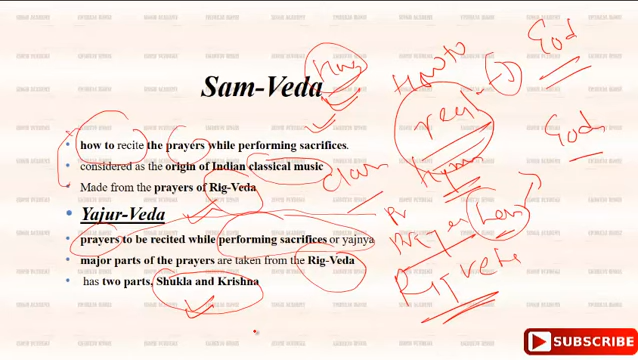 Sam-Veda
how to recite the prayers while performing sacrifices.
considered as the origin of Indian classical music
Made from the prayers of Rig-Veda
Yajur-Veda
prayers to be recited while performing sacrifices or yajnya
major parts of the prayers are taken from the Rig-Veda
has two parts, Shukla and Krishna
How to
God
Hymn
God
SUBSCRIBE